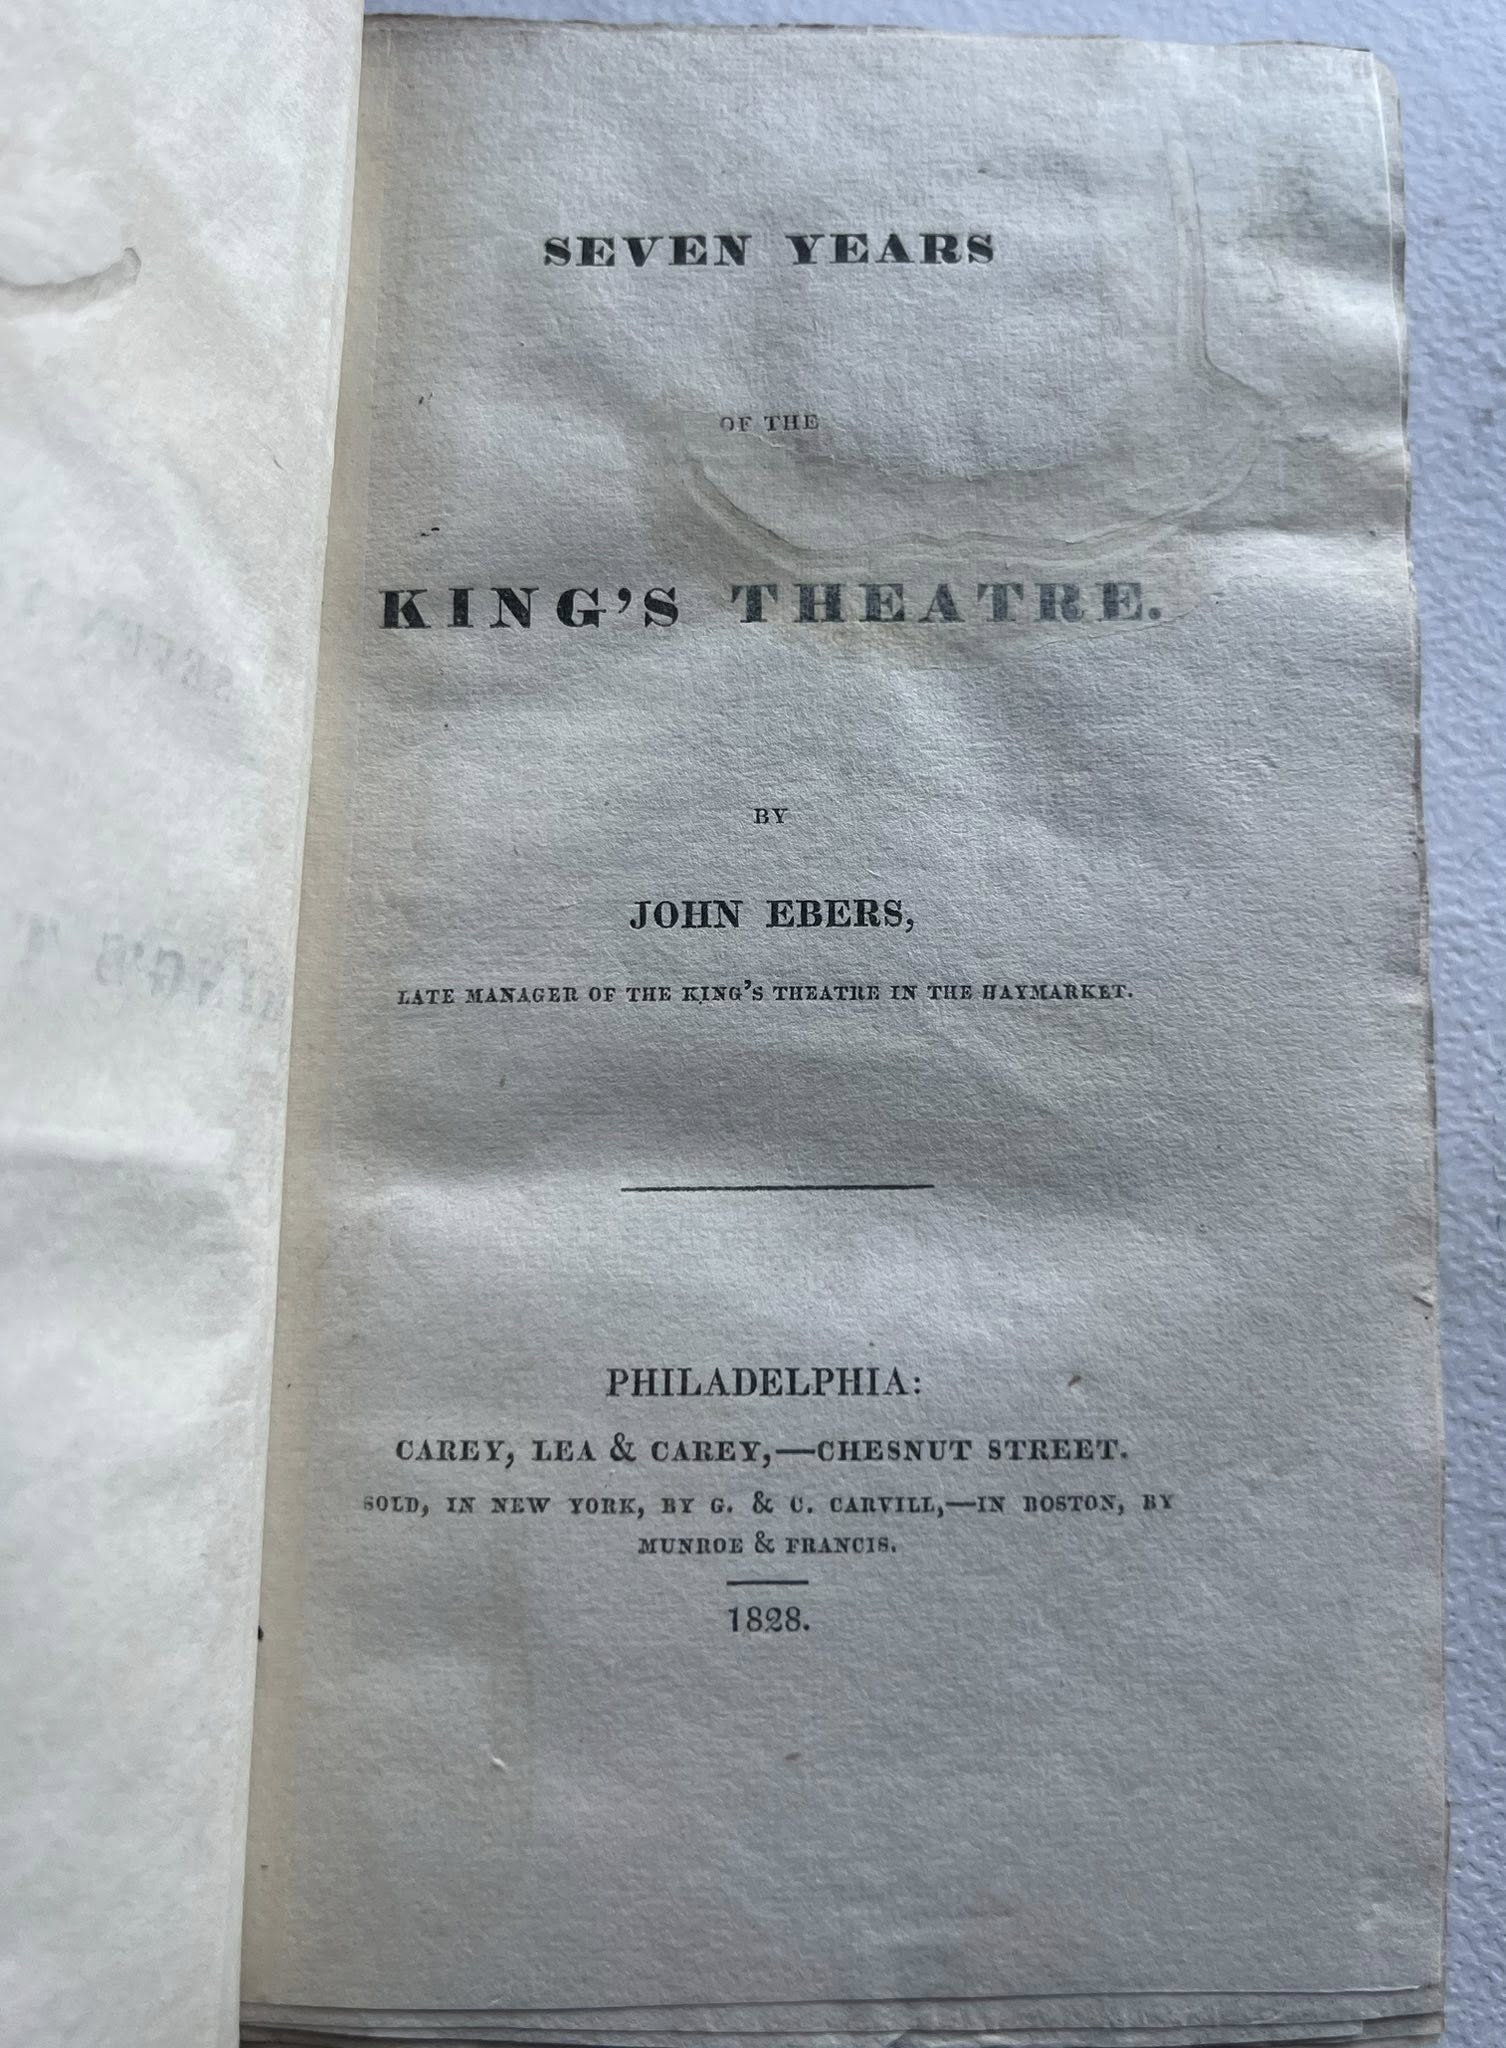 SEVEN YEARS
OF THE
KING'S THEATRE.
BY
JOHN EBERS,
LATE MANAGER OF THE KING'S THEATRE IN THE HAYMARKET.
PHILADELPHIA:
CAREY, LEA & CAREY,—CHESNUT STREET.
SOLD, IN NEW YORK, BY G. & C. CARVILL,—IN BOSTON, BY
MUNROE & FRANCIS.
1828.